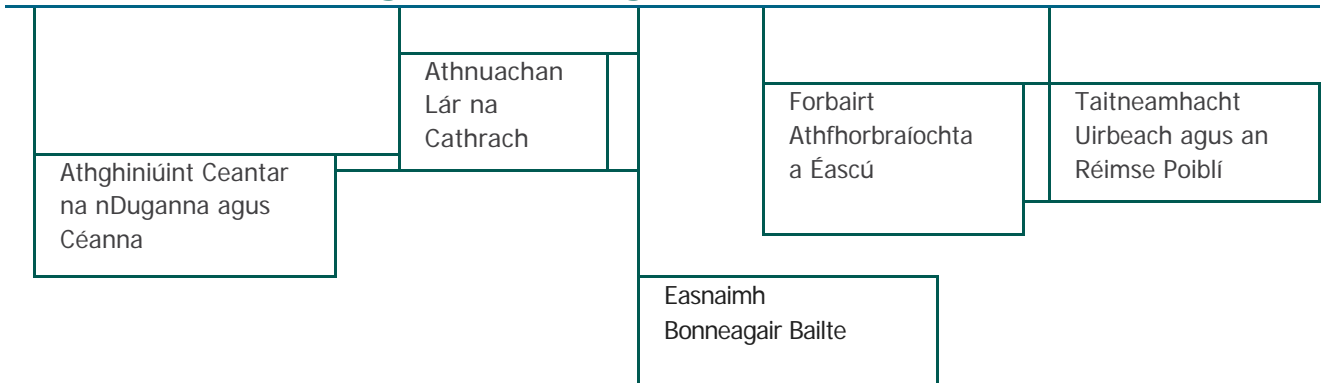 Athnuachan
Lár na
Cathrach
Forbairt
Athfhorbraíochta
a Éascú
Taitneamhacht
Uirbeach agus an
Réimse Poiblí
Athghiniúint Ceantar
na nDuganna agus
Céanna
Easnaimh
Bonneagair Bailte